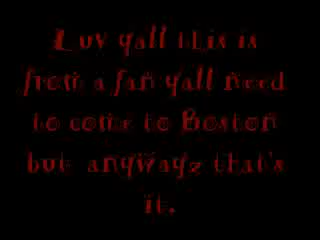 Luv yall this is
from a fan yall need
to come to Boston
but anywayz that's
it.